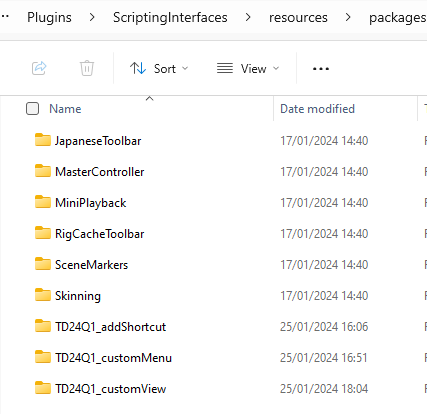 Plugins > ScriptingInterfaces > resources > packages
Sort View
Name Date modified
JapaneseToolbar 17/01/2024 14:40
MasterController 17/01/2024 14:40
MiniPlayback 17/01/2024 14:40
RigCacheToolbar 17/01/2024 14:40
SceneMarkers 17/01/2024 14:40
Skinning 17/01/2024 14:40
TD24Q1_addShortcut 25/01/2024 16:06
TD24Q1_customMenu 25/01/2024 16:51
TD24Q1_customView 25/01/2024 18:04